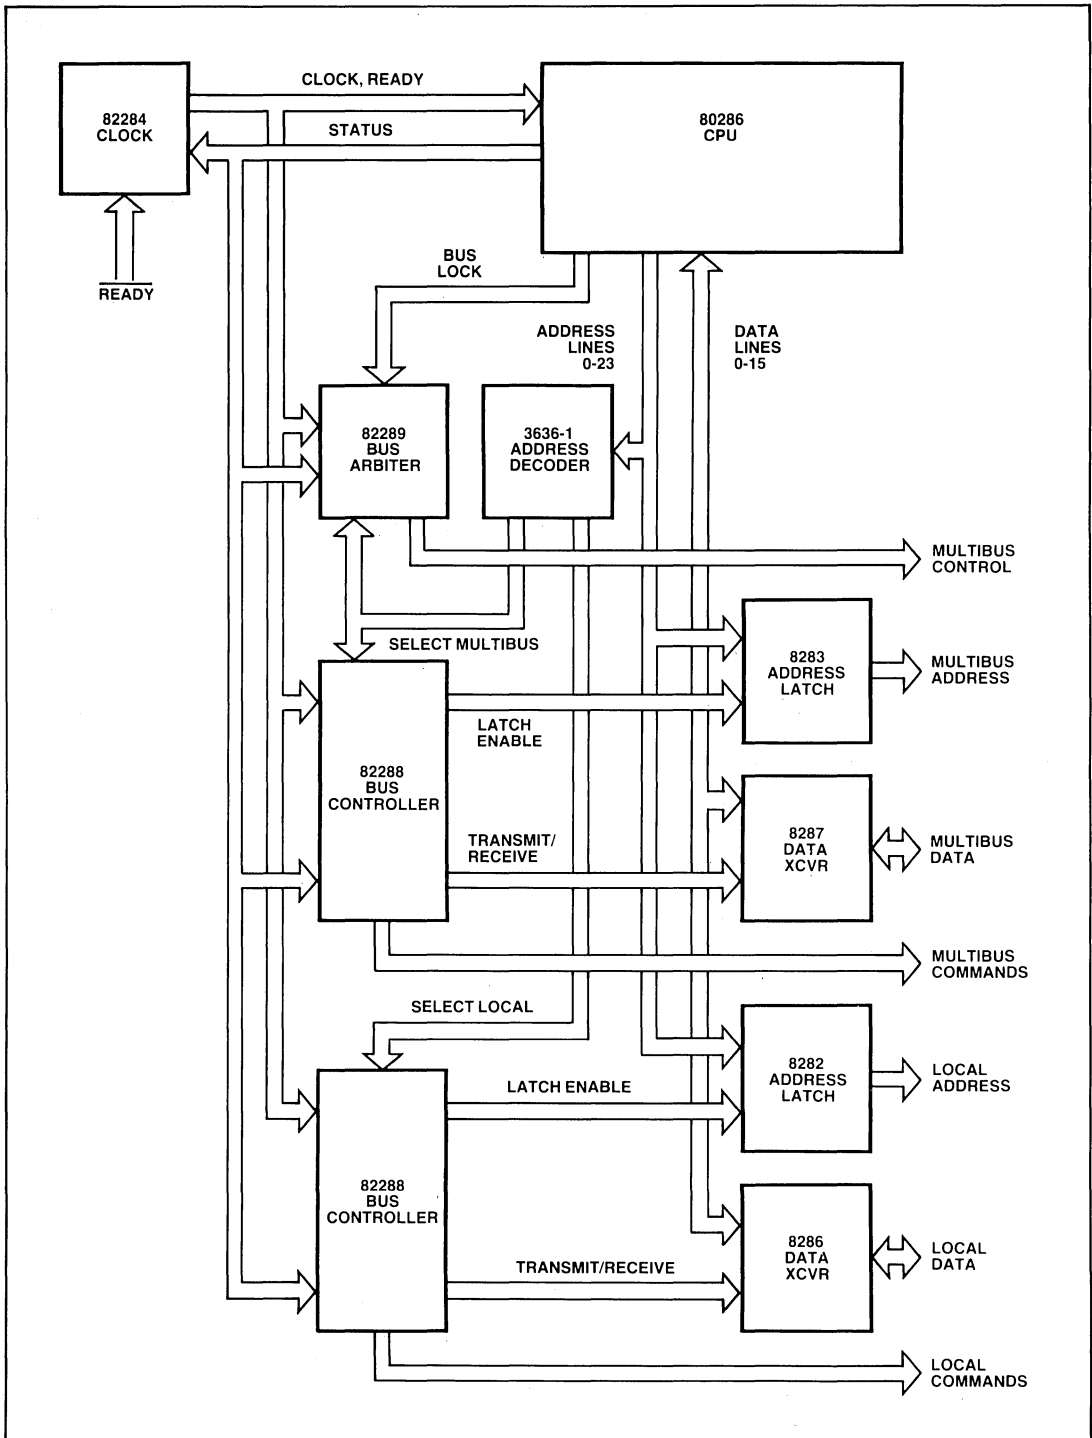 CLOCK, READY
82284
CLOCK
80286
CPU
STATUS
BUS
LOCK
READY
ADDRESS
LINES
0-23
DATA
LINES
0-15
82289
BUS
ARBITER
3636-1
ADDRESS
DECODER
MULTIBUS
CONTROL
SELECT MULTIBUS
8283
ADDRESS
LATCH
MULTIBUS
ADDRESS
LATCH
ENABLE
82288
BUS
CONTROLLER
TRANSMIT/
RECEIVE
8287
DATA
XCVR
MULTIBUS
DATA
MULTIBUS
COMMANDS
SELECT LOCAL
8282
ADDRESS
LATCH
LOCAL
ADDRESS
LATCH ENABLE
82288
BUS
CONTROLLER
8286
DATA
XCVR
LOCAL
DATA
TRANSMIT/RECEIVE
LOCAL
COMMANDS